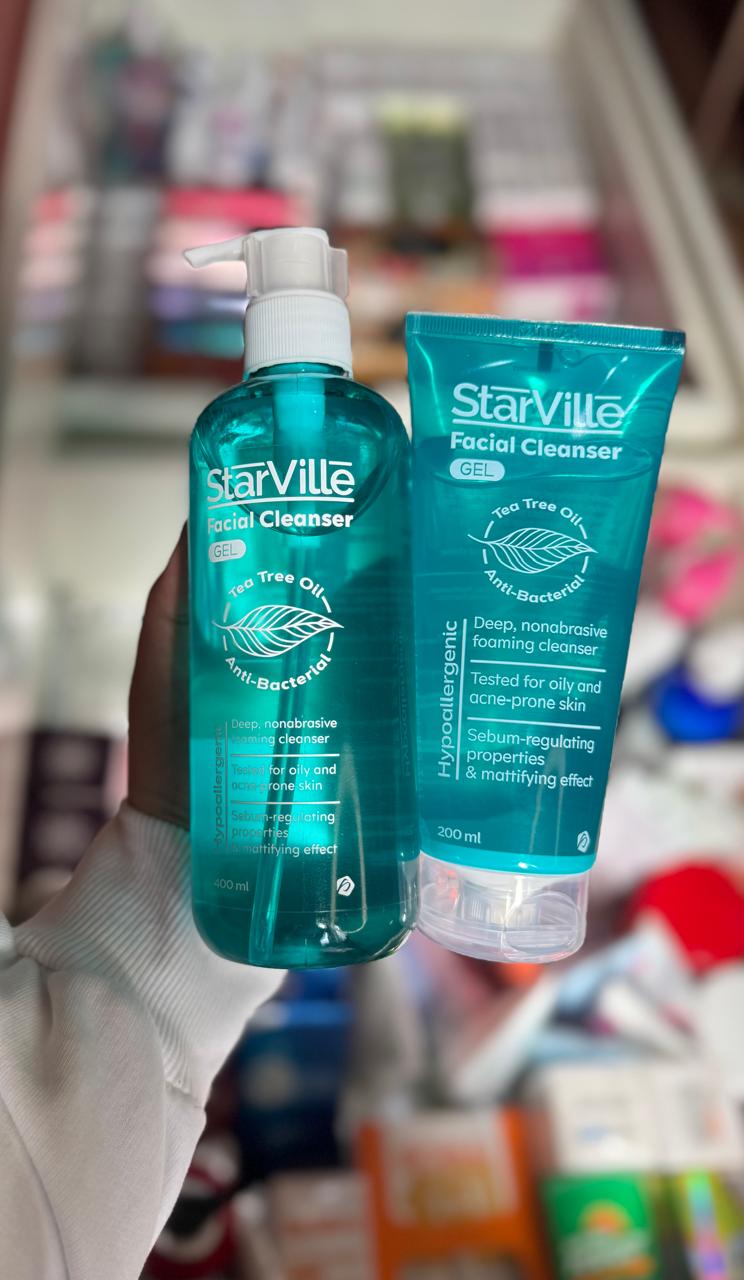 StarVille
Facial Cleanser
GEL
Tea Tree Oil
Anti-Bacterial
Hypoallergenic
Deep, nonabrasive
foaming cleanser
Tested for oily and
acne-prone skin
Sebum-regulating
properties
& mattifying effect
400 ml
StarVille
Facial Cleanser
GEL
Tea Tree Oil
Anti-Bacterial
Hypoallergenic
Deep, nonabrasive
foaming cleanser
Tested for oily and
acne-prone skin
Sebum-regulating
properties
& mattifying effect
200 ml